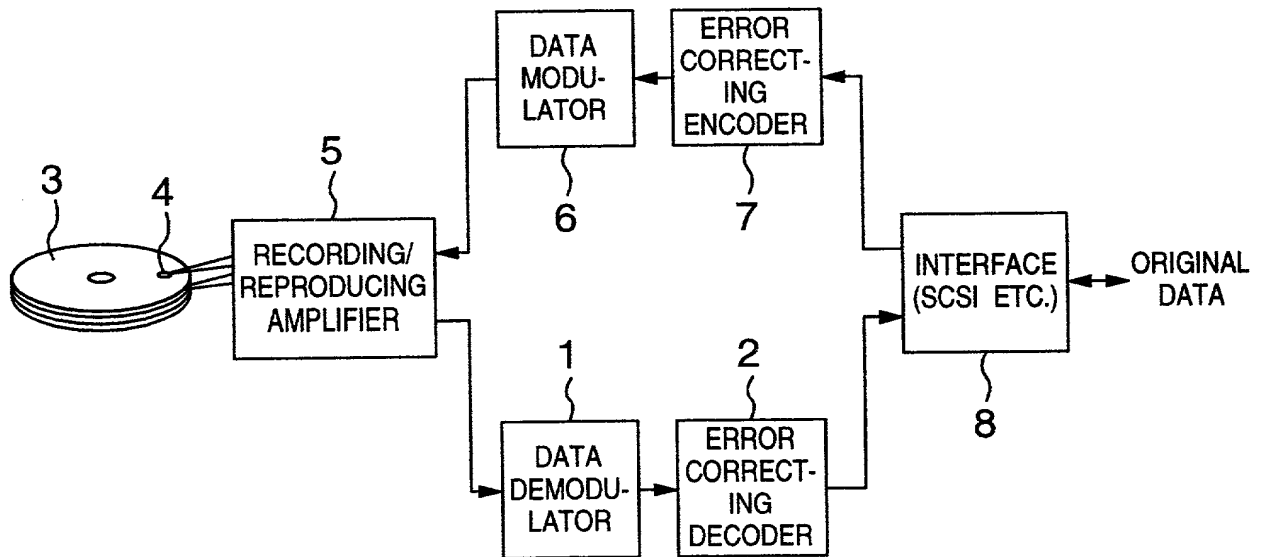 DATA
MODU-
LATOR
6
ERROR
CORRECT-
ING
ENCODER
7
3
4
5
RECORDING/
REPRODUCING
AMPLIFIER
INTERFACE
(SCSI ETC.)
8
ORIGINAL
DATA
1
DATA
DEMODU-
LATOR
2
ERROR
CORRECT-
ING
DECODER